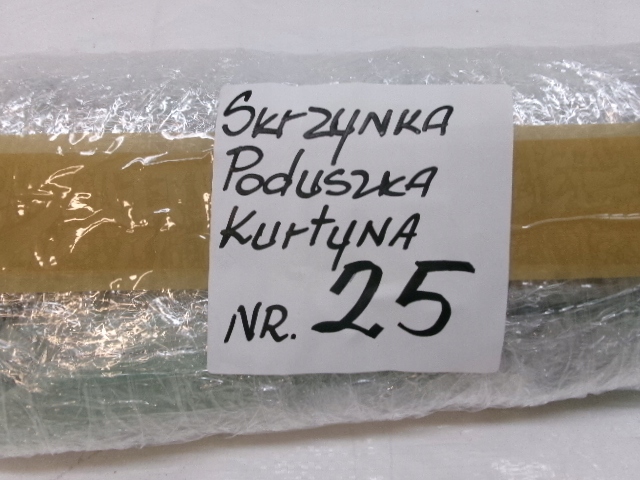 Skrzynka
Poduszka
Kurtyna
NR. 25